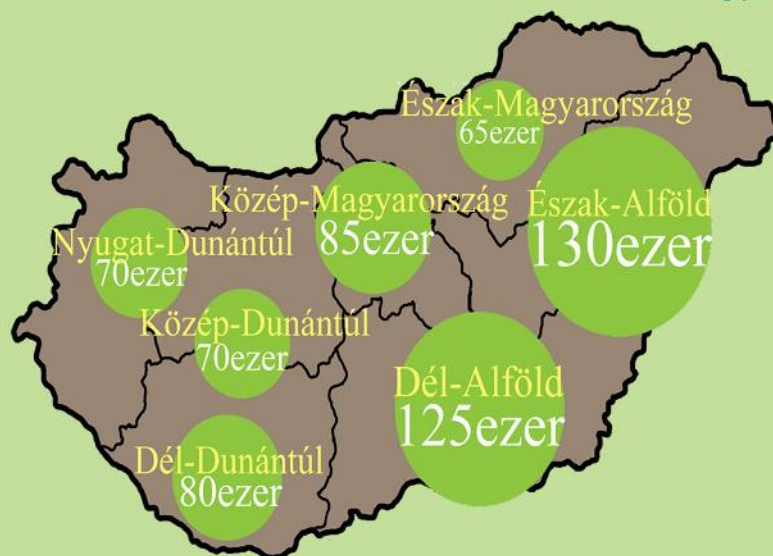 Észak-Magyarország
65ezer
Közép-Magyarország
85ezer
Észak-Alföld
130ezer
Nyugat-Dunántúl
70ezer
Közép-Dunántúl
70ezer
Dél-Alföld
125ezer
Dél-Dunántúl
80ezer